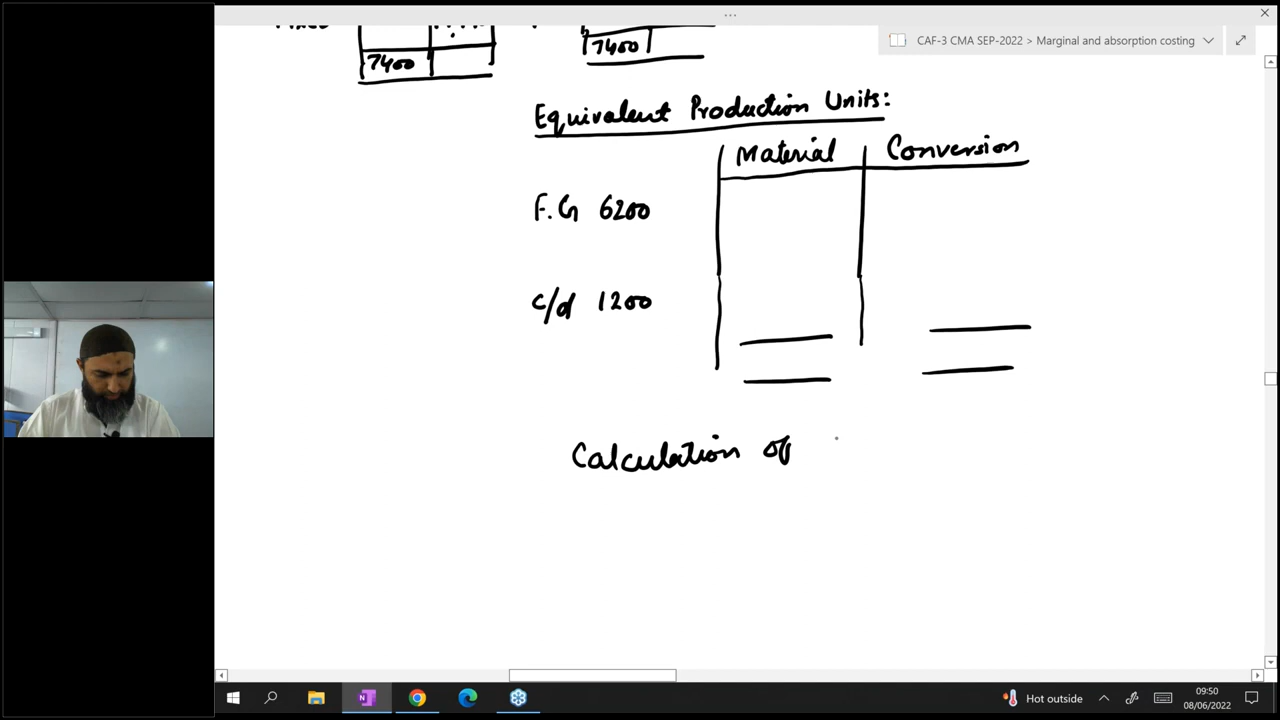 CAF-3 CMA SEP-2022 > Marginal and absorption costing
7400
7400
Equivalent Production Units:
Material Conversion
F.G 6200
c/d 1200
Calculation of
Hot outside
09:50
08/06/2022